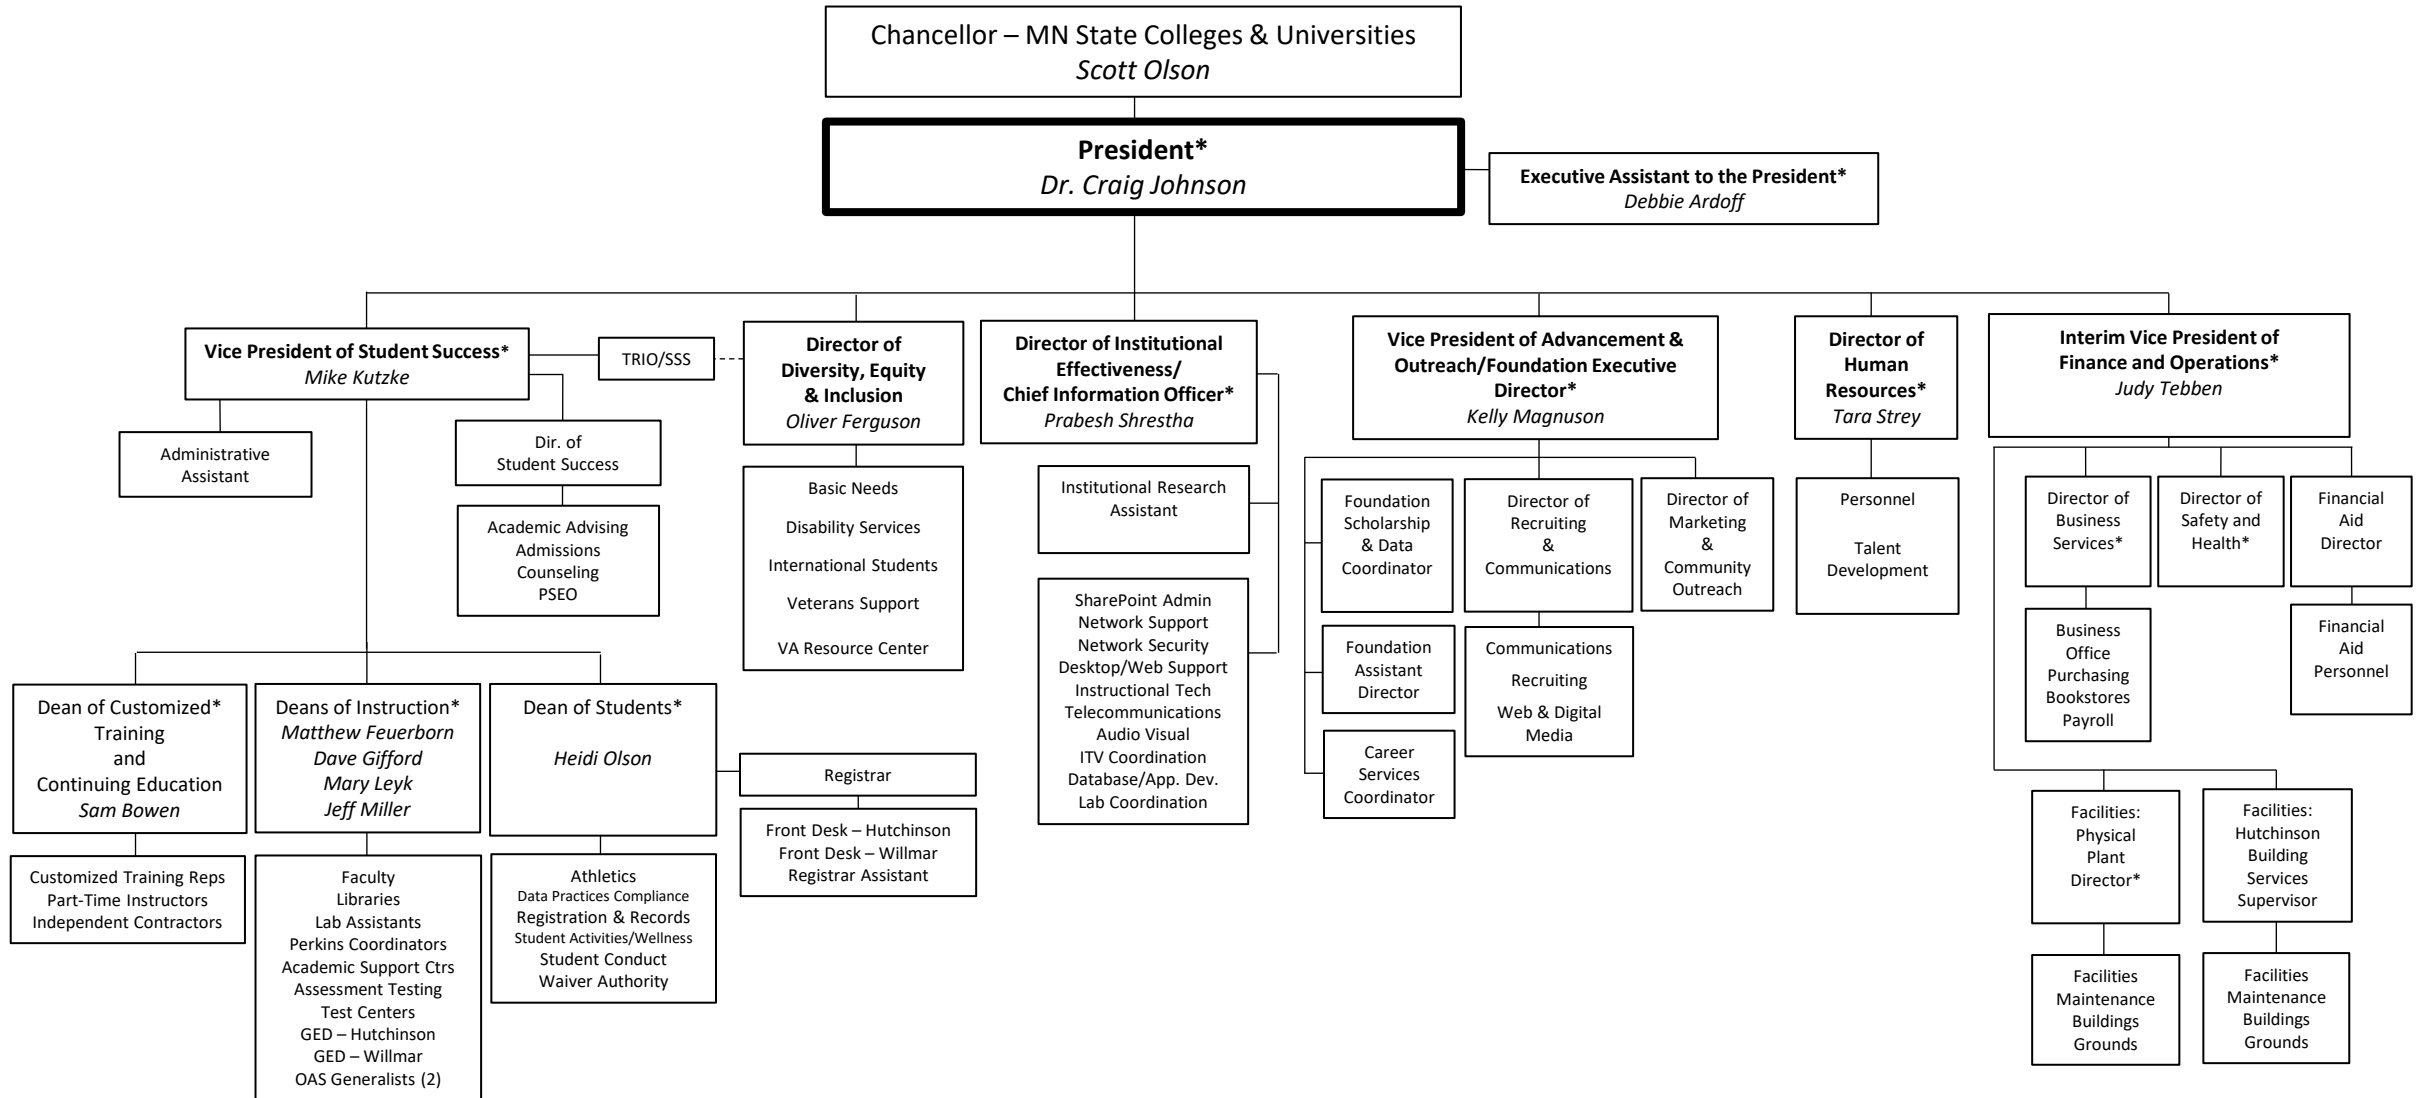 Chancellor – MN State Colleges & Universities
Scott Olson
President*
Dr. Craig Johnson
Executive Assistant to the President*
Debbie Ardoff
Vice President of Student Success*
Mike Kutzke
TRIO/SSS
Director of
Diversity, Equity
& Inclusion
Oliver Ferguson
Director of Institutional
Effectiveness/
Chief Information Officer*
Prabesh Shrestha
Vice President of Advancement &
Outreach/Foundation Executive
Director*
Kelly Magnuson
Director of
Human
Resources*
Tara Strey
Interim Vice President of
Finance and Operations*
Judy Tebben
Administrative
Assistant
Dir. of
Student Success
Academic Advising
Admissions
Counseling
PSEO
Basic Needs
Disability Services
International Students
Veterans Support
VA Resource Center
Institutional Research
Assistant
SharePoint Admin
Network Support
Network Security
Desktop/Web Support
Instructional Tech
Telecommunications
Audio Visual
ITV Coordination
Database/App. Dev.
Lab Coordination
Foundation
Scholarship
& Data
Coordinator
Foundation
Assistant
Director
Career
Services
Coordinator
Director of
Recruiting
&
Communications
Communications
Recruiting
Web & Digital
Media
Director of
Marketing
&
Community
Outreach
Personnel
Talent
Development
Director of
Business
Services*
Business
Office
Purchasing
Bookstores
Payroll
Director of
Safety and
Health*
Financial
Aid
Director
Financial
Aid
Personnel
Facilities:
Physical
Plant
Director*
Facilities
Maintenance
Buildings
Grounds
Facilities:
Hutchinson
Building
Services
Supervisor
Facilities
Maintenance
Buildings
Grounds
Dean of Customized*
Training
and
Continuing Education
Sam Bowen
Customized Training Reps
Part-Time Instructors
Independent Contractors
Deans of Instruction*
Matthew Feuerborn
Dave Gifford
Mary Leyk
Jeff Miller
Faculty
Libraries
Lab Assistants
Perkins Coordinators
Academic Support Ctrs
Assessment Testing
Test Centers
GED – Hutchinson
GED – Willmar
OAS Generalists (2)
Dean of Students*
Heidi Olson
Athletics
Data Practices Compliance
Registration & Records
Student Activities/Wellness
Student Conduct
Waiver Authority
Registrar
Front Desk – Hutchinson
Front Desk – Willmar
Registrar Assistant